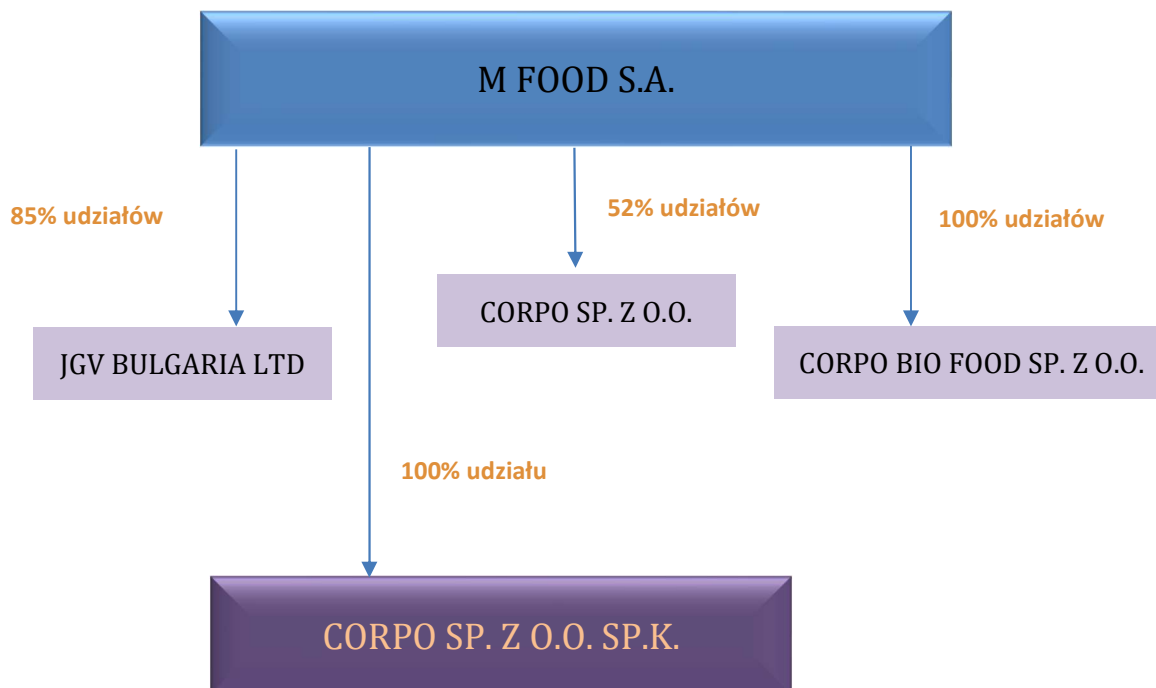 M FOOD S.A.
85% udziałów
52% udziałów
100% udziałów
CORPO SP. Z O.O.
JGV BULGARIA LTD
CORPO BIO FOOD SP. Z O.O.
100% udziału
CORPO SP. Z O.O. SP.K.